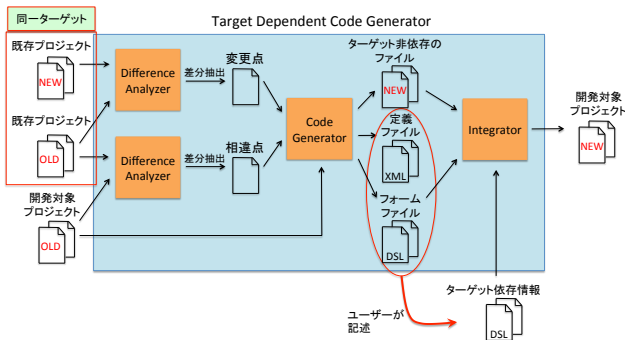 同一ターゲット
Target Dependent Code Generator
既存プロジェクト
NEW
既存プロジェクト
OLD
開発対象
プロジェクト
OLD
Difference
Analyzer
差分抽出
変更点
Difference
Analyzer
差分抽出
相違点
Code
Generator
ターゲット非依存の
ファイル
NEW
定義
ファイル
XML
フォーム
ファイル
DSL
Integrator
開発対象
プロジェクト
NEW
ユーザーが
記述
ターゲット依存情報
DSL